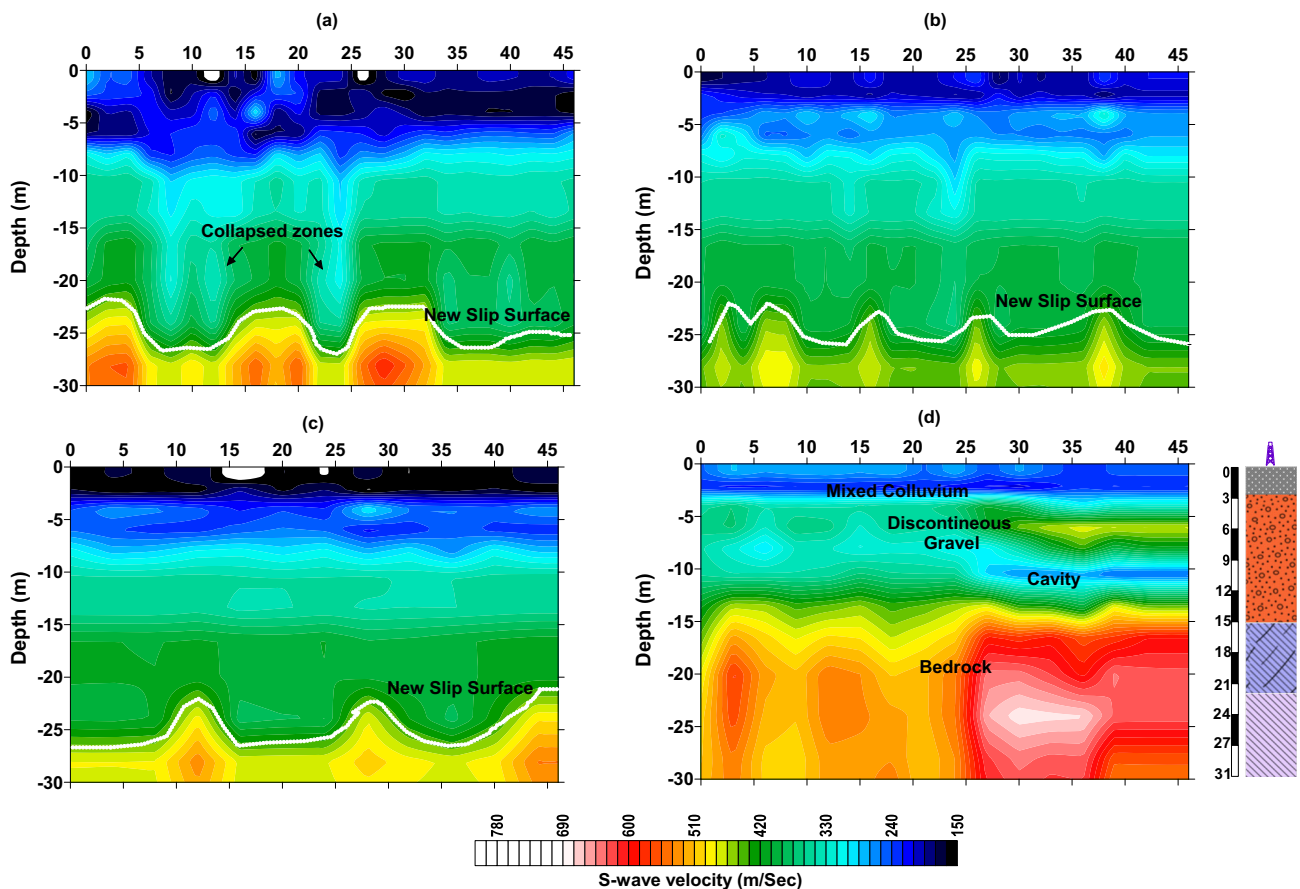 (a)
0 5 10 15 20 25 30 35 40 45
0
-5
-10
-15
-20
-25
-30
Depth (m)
Collapsed zones
New Slip Surface
(b)
0 5 10 15 20 25 30 35 40 45
0
-5
-10
-15
-20
-25
-30
Depth (m)
New Slip Surface
(c)
0 5 10 15 20 25 30 35 40 45
0
-5
-10
-15
-20
-25
-30
Depth (m)
New Slip Surface
(d)
0 5 10 15 20 25 30 35 40 45
0
-5
-10
-15
-20
-25
-30
Depth (m)
Mixed Colluvium
Discontineous
Gravel
Cavity
Bedrock
0
3
6
9
12
15
18
21
24
27
31
780 690 600 510 420 330 240 150
S-wave velocity (m/Sec)